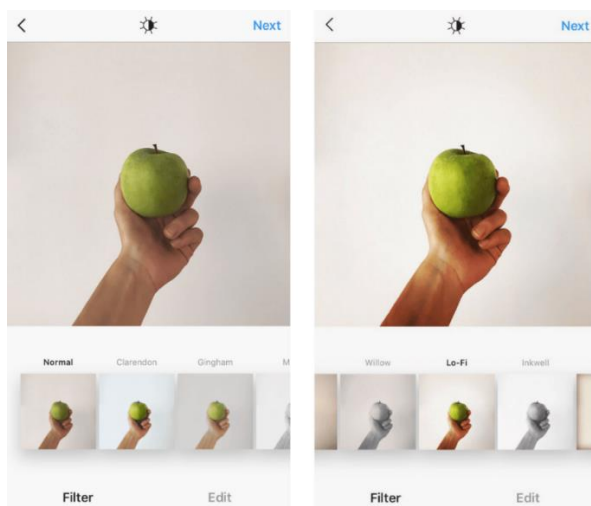 Next
Next
Normal Clarendon Gingham M
Willow Lo-Fi Inkwell
Filter Edit
Filter Edit